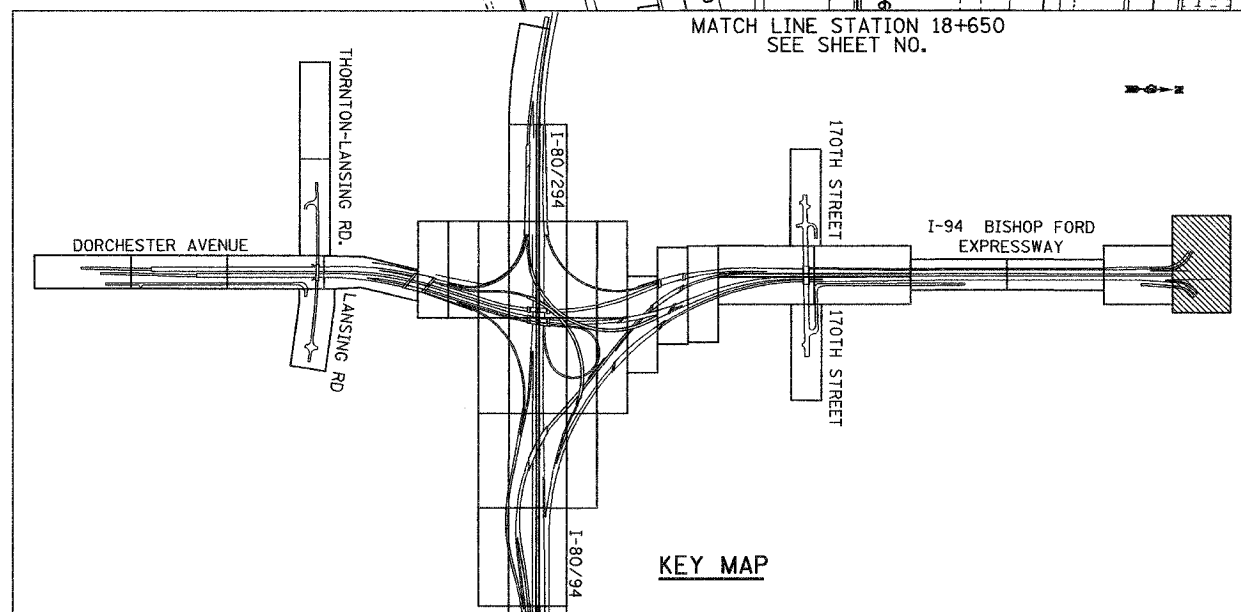 MATCH LINE STATION 18+650
SEE SHEET NO.
THORNTON-LANSING RD.
I-80/294
170TH STREET
I-94 BISHOP FORD
EXPRESSWAY
DORCHESTER AVENUE
LANSING RD
170TH STREET
I-80/94
KEY MAP